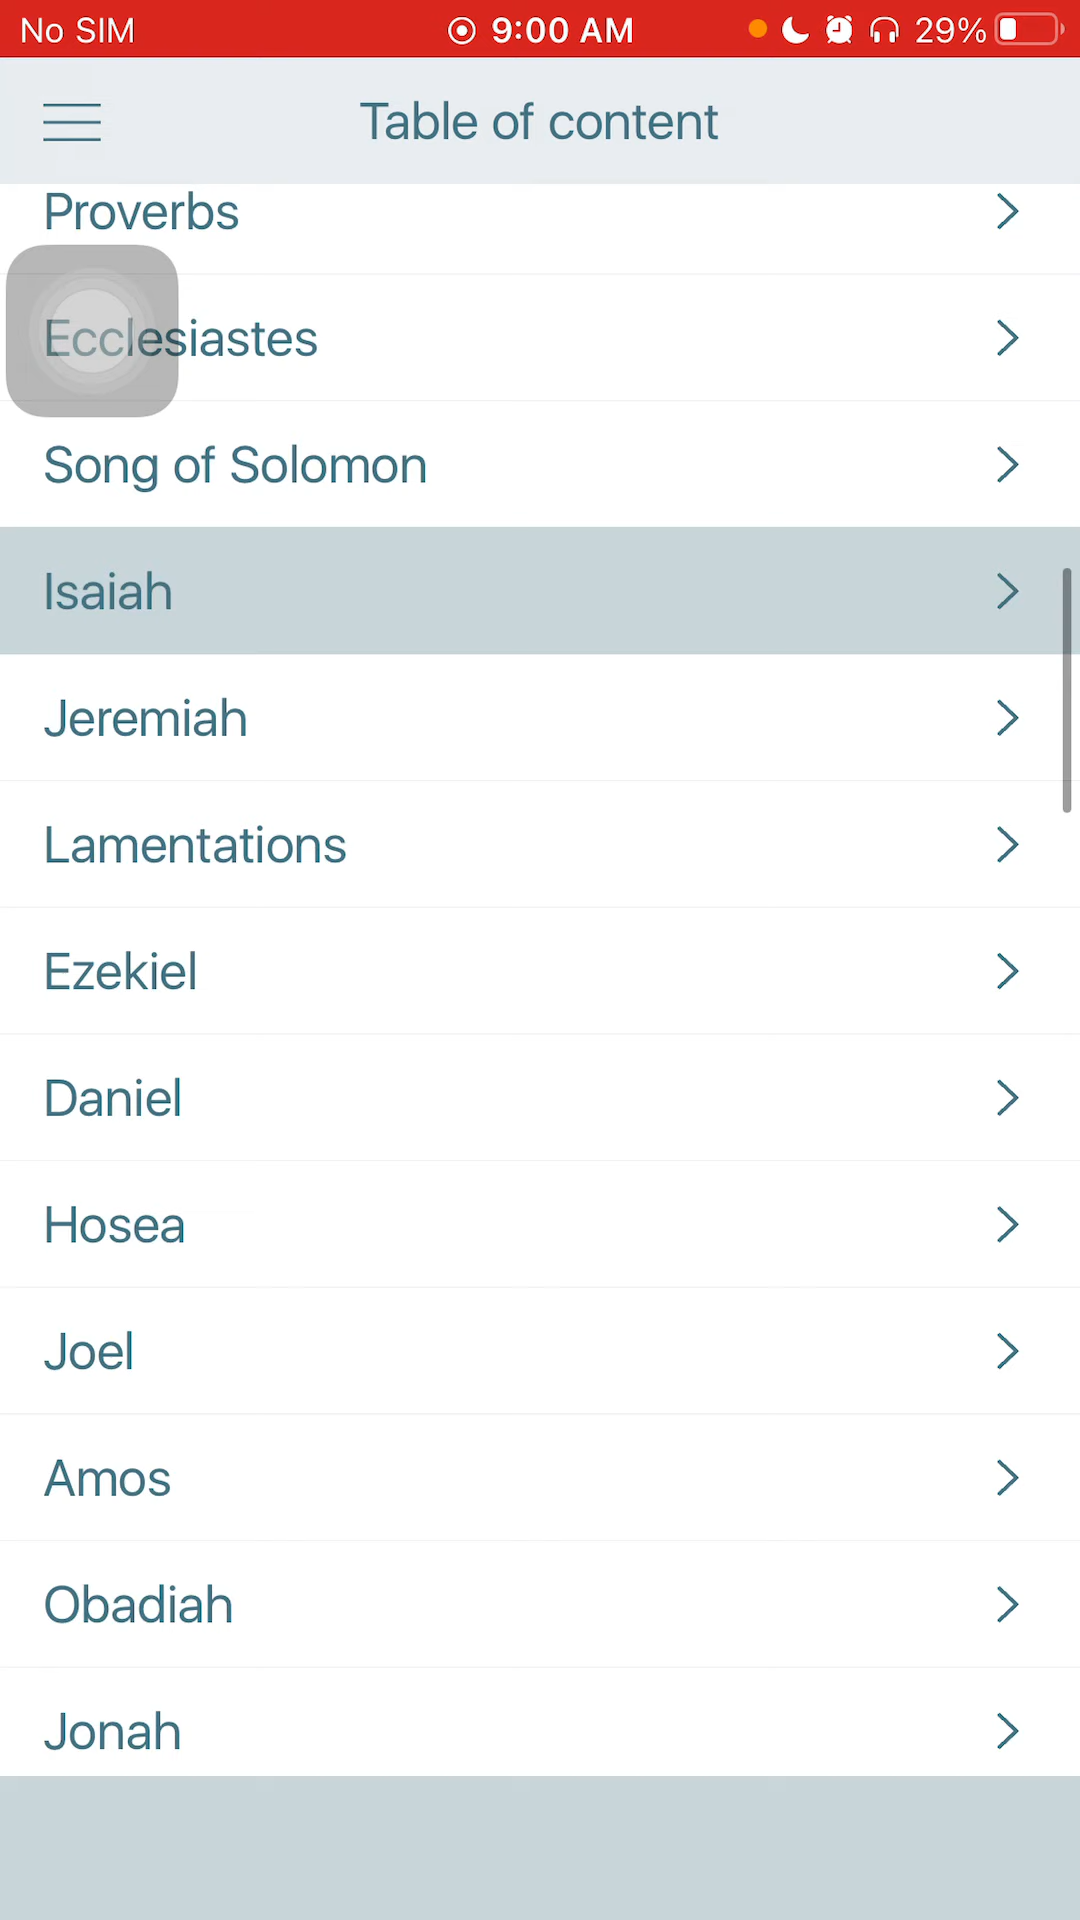 No SIM 9:00 AM 29%
Table of content
Proverbs
Ecclesiastes
Song of Solomon
Isaiah
Jeremiah
Lamentations
Ezekiel
Daniel
Hosea
Joel
Amos
Obadiah
Jonah